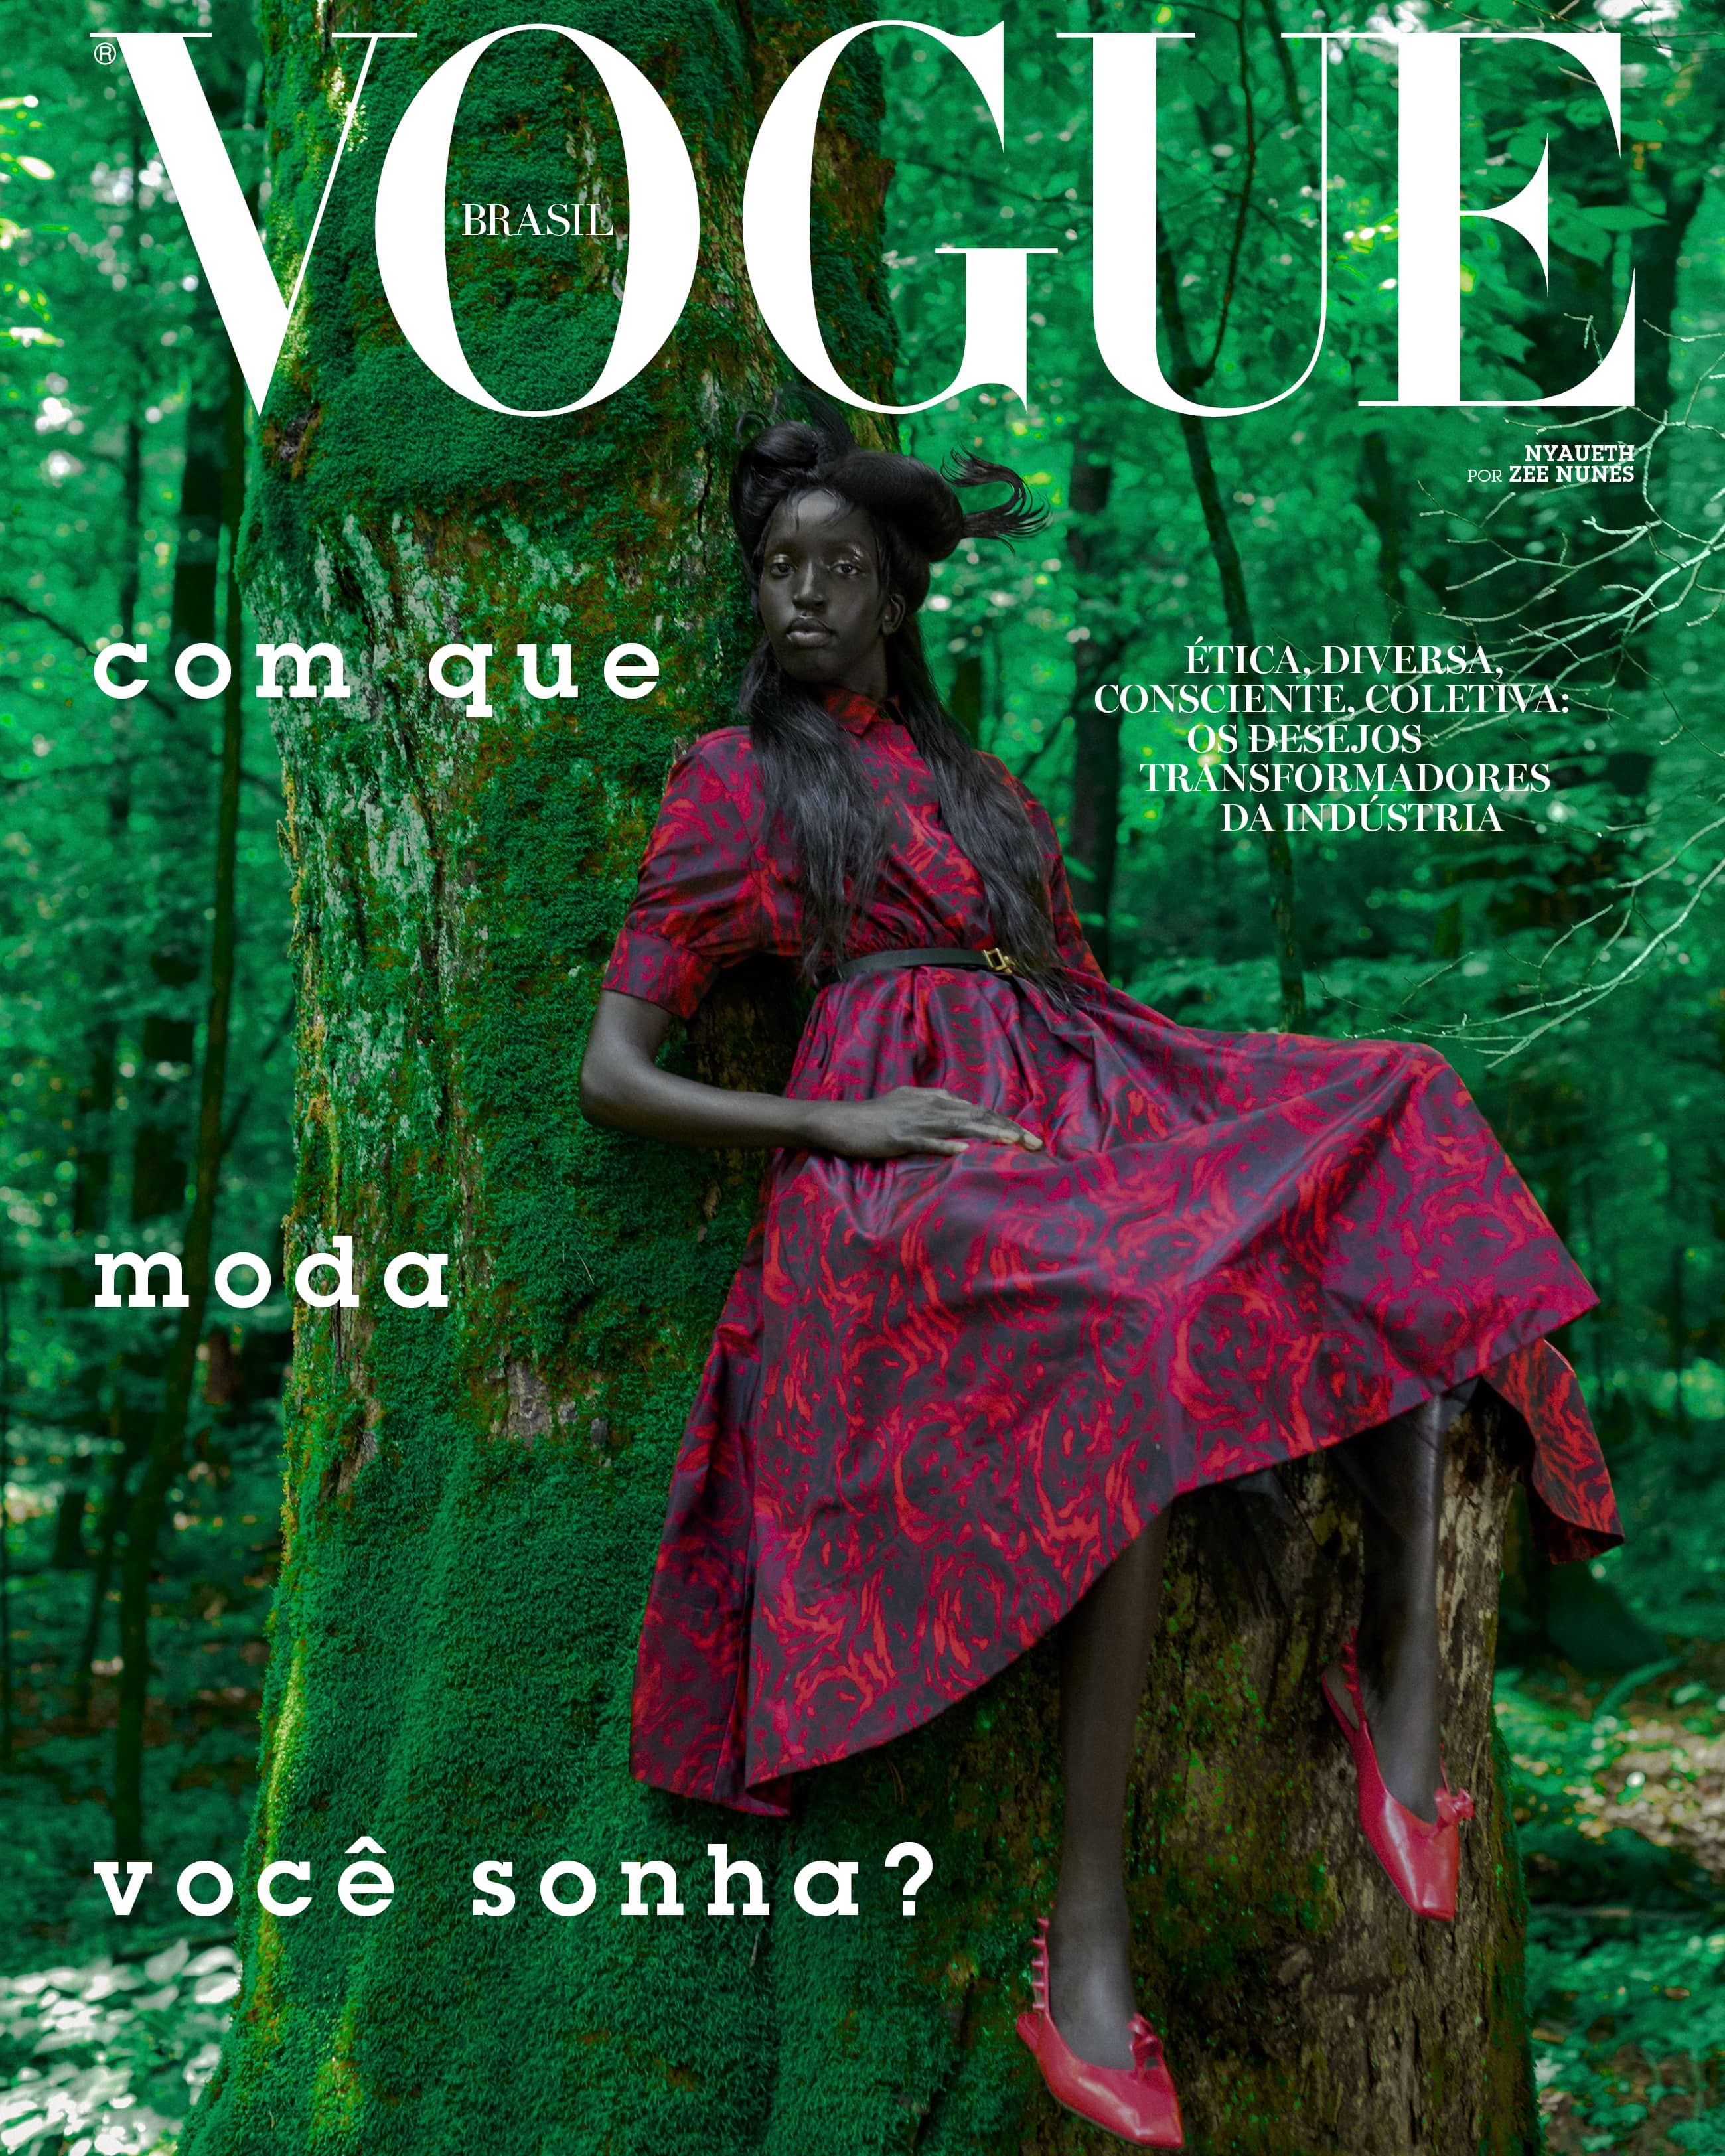 VOGUE
®
BRASIL
NYAUETH
POR ZEE NUNES
com que
ÉTICA, DIVERSA,
CONSCIENTE, COLETIVA:
OS DESEJOS
TRANSFORMADORES
DA INDÚSTRIA
moda
você sonha?